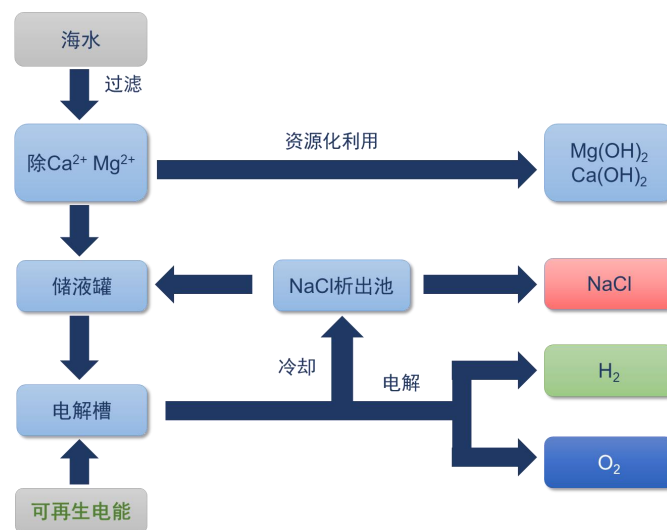 海水
过滤
除Ca²⁺ Mg²⁺
资源化利用
Mg(OH)₂
Ca(OH)₂
储液罐
NaCl析出池
NaCl
冷却
电解
H₂
电解槽
O₂
可再生电能